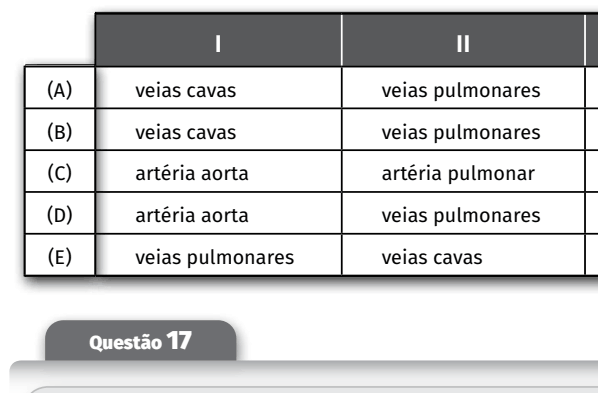 I II
(A) veias cavas veias pulmonares
(B) veias cavas veias pulmonares
(C) artéria aorta artéria pulmonar
(D) artéria aorta veias pulmonares
(E) veias pulmonares veias cavas
Questão 17